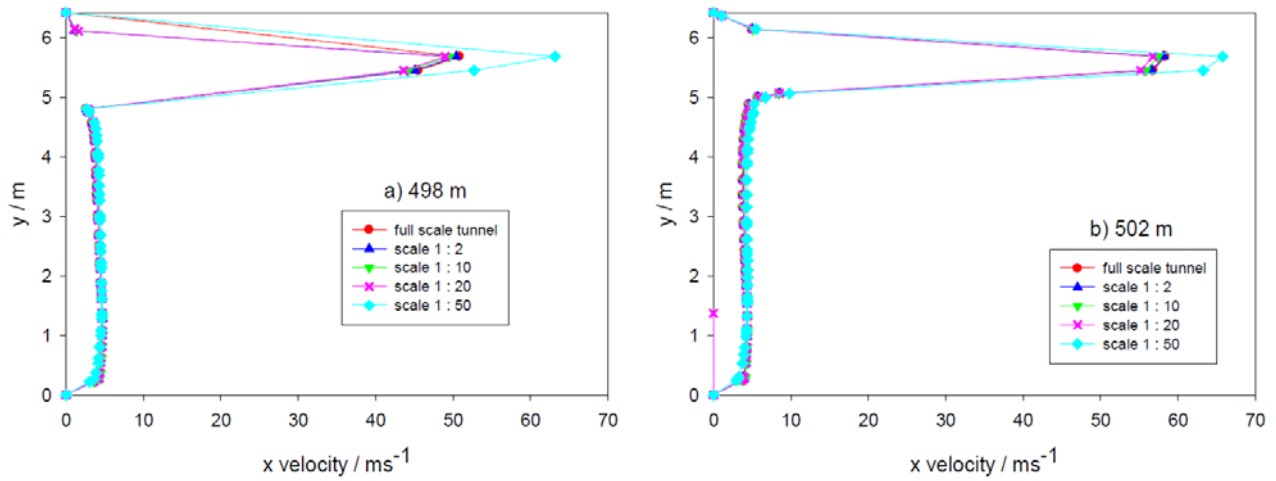 6
5
4
3
2
1
0
y / m
a) 498 m
full scale tunnel
scale 1 : 2
scale 1 : 10
scale 1 : 20
scale 1 : 50
0 10 20 30 40 50 60 70
x velocity / ms⁻¹
6
5
4
3
2
1
0
y / m
b) 502 m
full scale tunnel
scale 1 : 2
scale 1 : 10
scale 1 : 20
scale 1 : 50
0 10 20 30 40 50 60 70
x velocity / ms⁻¹